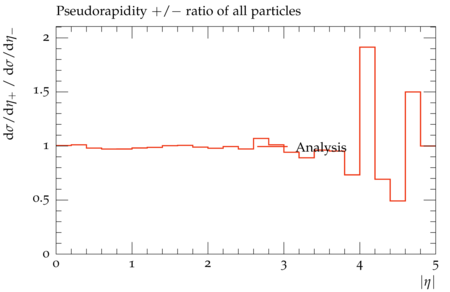 Pseudorapidity +/− ratio of all particles
dσ/dη₊ / dσ/dη₋
2
1.5
1
0.5
0
Analysis
0 1 2 3 4 5
|η|